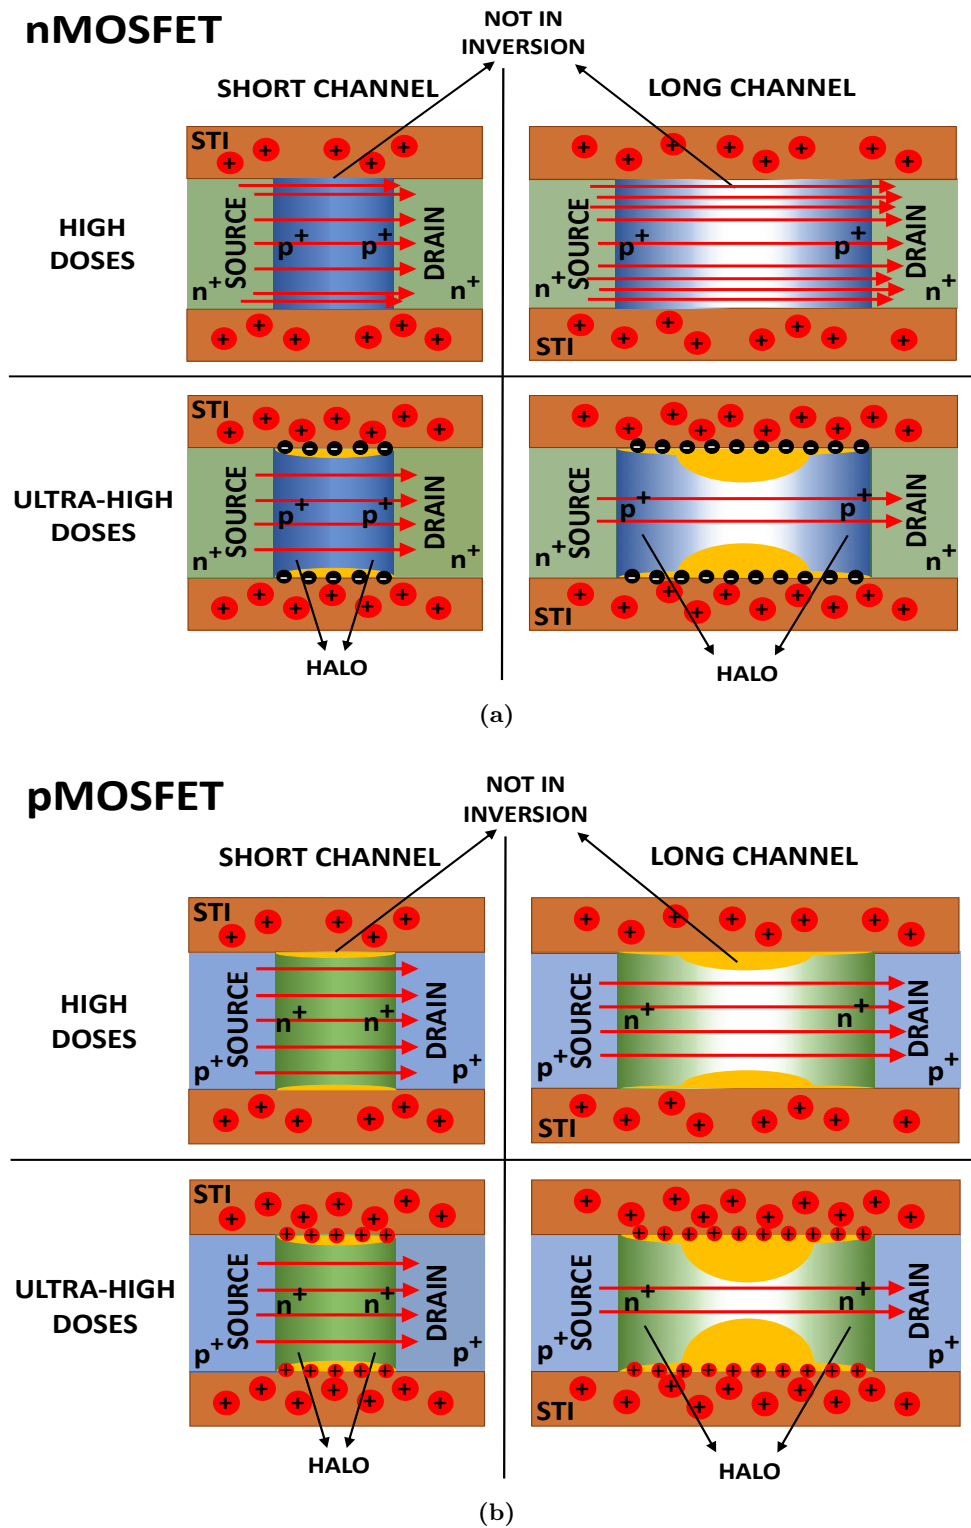 nMOSFET
NOT IN
INVERSION
SHORT CHANNEL
LONG CHANNEL
HIGH
DOSES
STI
+ + + + +
SOURCE
n+
p+
p+
DRAIN
n+
+ + + + + +
+ + + + + +
SOURCE
n+
p+
p+
DRAIN
n+
STI
+ + + + + +
ULTRA-HIGH
DOSES
STI
+ + + + + +
- - - - -
SOURCE
n+
p+
p+
DRAIN
n+
- - - - -
+ + + + + +
HALO
+ + + + + + + +
- - - - - - - - -
SOURCE
n+
p+
p+
DRAIN
n+
- - - - - - - - -
STI
+ + + + + + + +
HALO
(a)
pMOSFET
NOT IN
INVERSION
SHORT CHANNEL
LONG CHANNEL
HIGH
DOSES
STI
+ + + + +
SOURCE
p+
n+
n+
DRAIN
p+
+ + + + + +
+ + + + + +
SOURCE
p+
n+
n+
DRAIN
p+
STI
+ + + + + +
ULTRA-HIGH
DOSES
STI
+ + + + + +
+ + + + +
SOURCE
p+
n+
n+
DRAIN
p+
+ + + + +
+ + + + + +
HALO
+ + + + + + + +
+ + + + + + + + +
SOURCE
p+
n+
n+
DRAIN
p+
+ + + + + + + + + +
STI
+ + + + + + + +
HALO
(b)